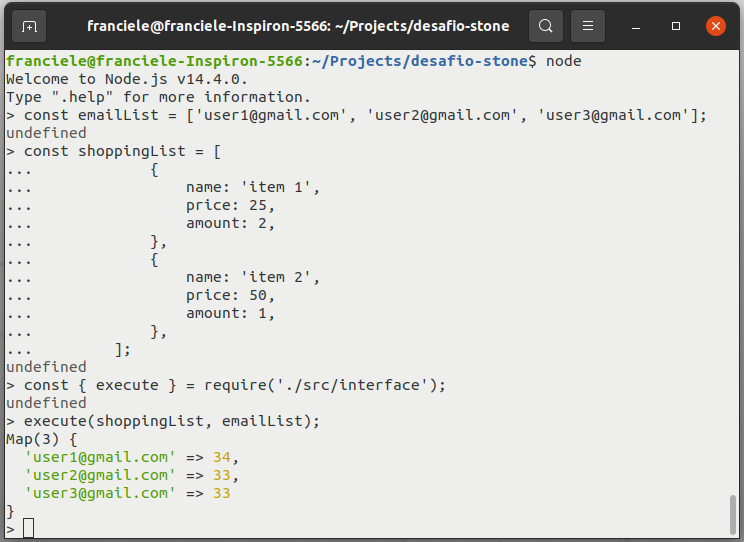 franciele@franciele-Inspiron-5566: ~/Projects/desafio-stone
franciele@franciele-Inspiron-5566:~/Projects/desafio-stone$ node
Welcome to Node.js v14.4.0.
Type ".help" for more information.
> const emailList = ['user1@gmail.com', 'user2@gmail.com', 'user3@gmail.com'];
undefined
> const shoppingList = [
...             {
...                 name: 'item 1',
...                 price: 25,
...                 amount: 2,
...             },
...             {
...                 name: 'item 2',
...                 price: 50,
...                 amount: 1,
...             },
...         ];
undefined
> const { execute } = require('./src/interface');
undefined
> execute(shoppingList, emailList);
Map(3) {
  'user1@gmail.com' => 34,
  'user2@gmail.com' => 33,
  'user3@gmail.com' => 33
}
>